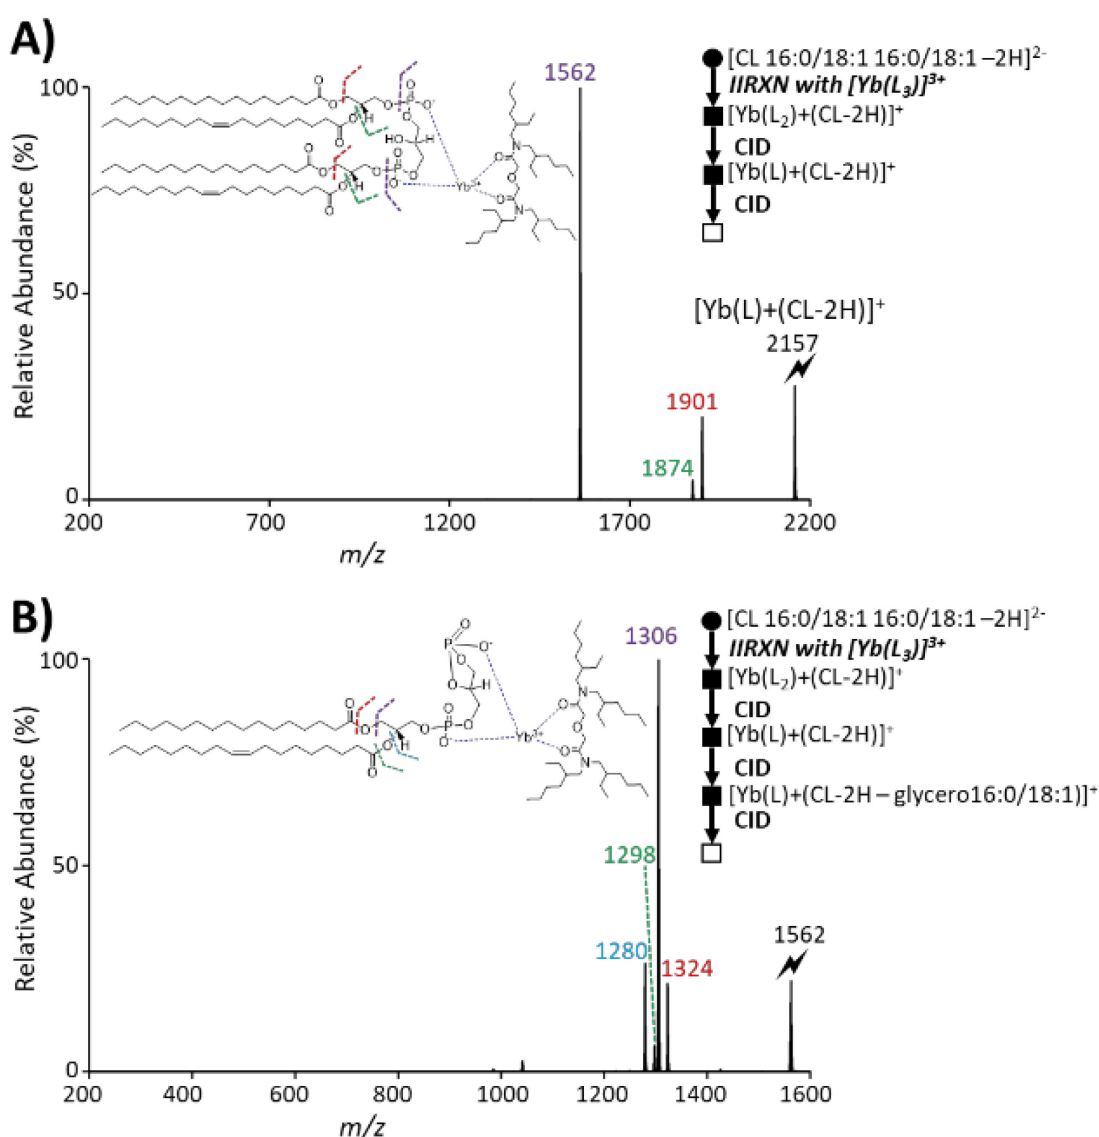 A)
[CL 16:0/18:1 16:0/18:1 –2H]2-
IIRXN with [Yb(L3)]3+
[Yb(L2)+(CL-2H)]+
CID
[Yb(L)+(CL-2H)]+
CID
1562
100
50
0
Relative Abundance (%)
[Yb(L)+(CL-2H)]+
2157
1901
1874
200 700 1200 1700 2200
m/z
O O O P O- O H O O HO H O P O O O- Yb3+ O N O O N
B)
[CL 16:0/18:1 16:0/18:1 –2H]2-
IIRXN with [Yb(L3)]3+
[Yb(L2)+(CL-2H)]+
CID
[Yb(L)+(CL-2H)]+
CID
[Yb(L)+(CL-2H – glycero16:0/18:1)]+
CID
1306
100
50
0
Relative Abundance (%)
1298
1280
1324
1562
200 400 600 800 1000 1200 1400 1600
m/z